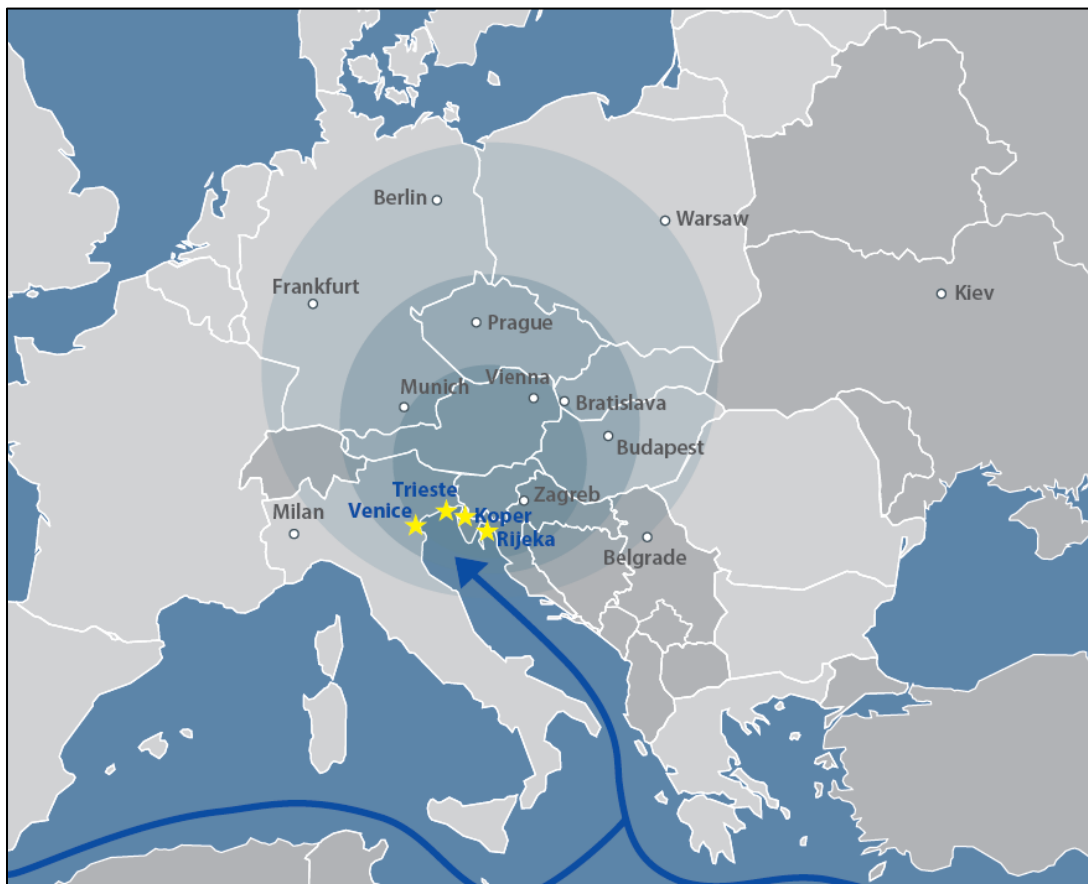 Berlin
Warsaw
Frankfurt
Kiev
Prague
Munich
Vienna
Bratislava
Budapest
Trieste
Zagreb
Venice
Koper
Milan
Rijeka
Belgrade